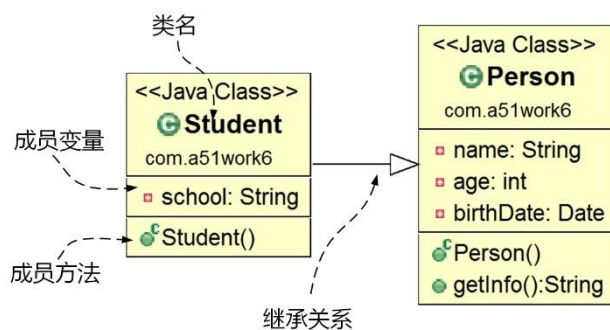 类名
<<Java Class>>
Student
com.a51work6
school: String
Student()
成员变量
成员方法
继承关系
<<Java Class>>
Person
com.a51work6
name: String
age: int
birthDate: Date
Person()
getInfo():String